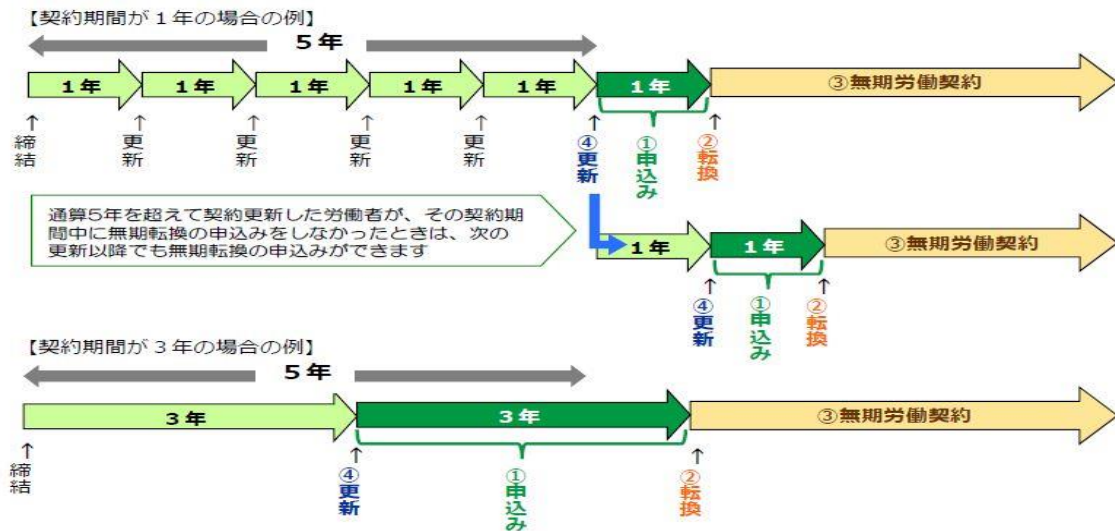 【契約期間が1年の場合の例】
5年
1年 1年 1年 1年 1年 1年 ③無期労働契約
↑締結 ↑更新 ↑更新 ↑更新 ↑更新 ↑④更新 ①申込み ↑②転換
通算5年を超えて契約更新した労働者が、その契約期
間中に無期転換の申込みをしなかったときは、次の
更新以降でも無期転換の申込みができます
1年 1年 ③無期労働契約
↑④更新 ①申込み ↑②転換
【契約期間が3年の場合の例】
5年
3年 3年 ③無期労働契約
↑締結 ↑④更新 ①申込み ↑②転換